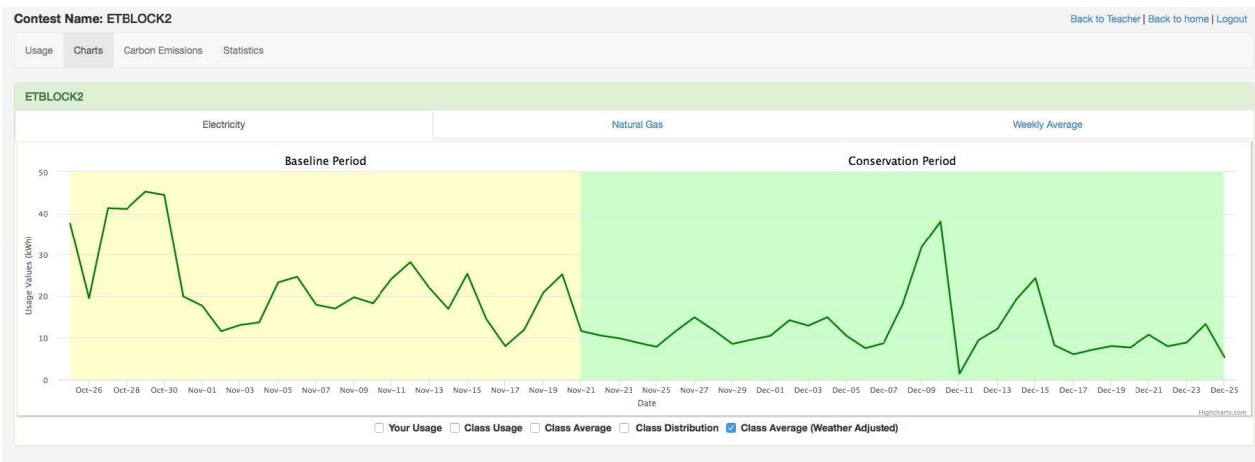 Contest Name: ETBLOCK2
Back to Teacher | Back to home | Logout
Usage Charts Carbon Emissions Statistics
ETBLOCK2
Electricity Natural Gas Weekly Average
Baseline Period Conservation Period
50
40
30
20
10
0
Usage Values (kWh)
Oct-26 Oct-28 Oct-30 Nov-01 Nov-03 Nov-05 Nov-07 Nov-09 Nov-11 Nov-13 Nov-15 Nov-17 Nov-19 Nov-21 Nov-23 Nov-25 Nov-27 Nov-29 Dec-01 Dec-03 Dec-05 Dec-07 Dec-09 Dec-11 Dec-13 Dec-15 Dec-17 Dec-19 Dec-21 Dec-23 Dec-25
Date
Highcharts.com
Your Usage Class Usage Class Average Class Distribution Class Average (Weather Adjusted)